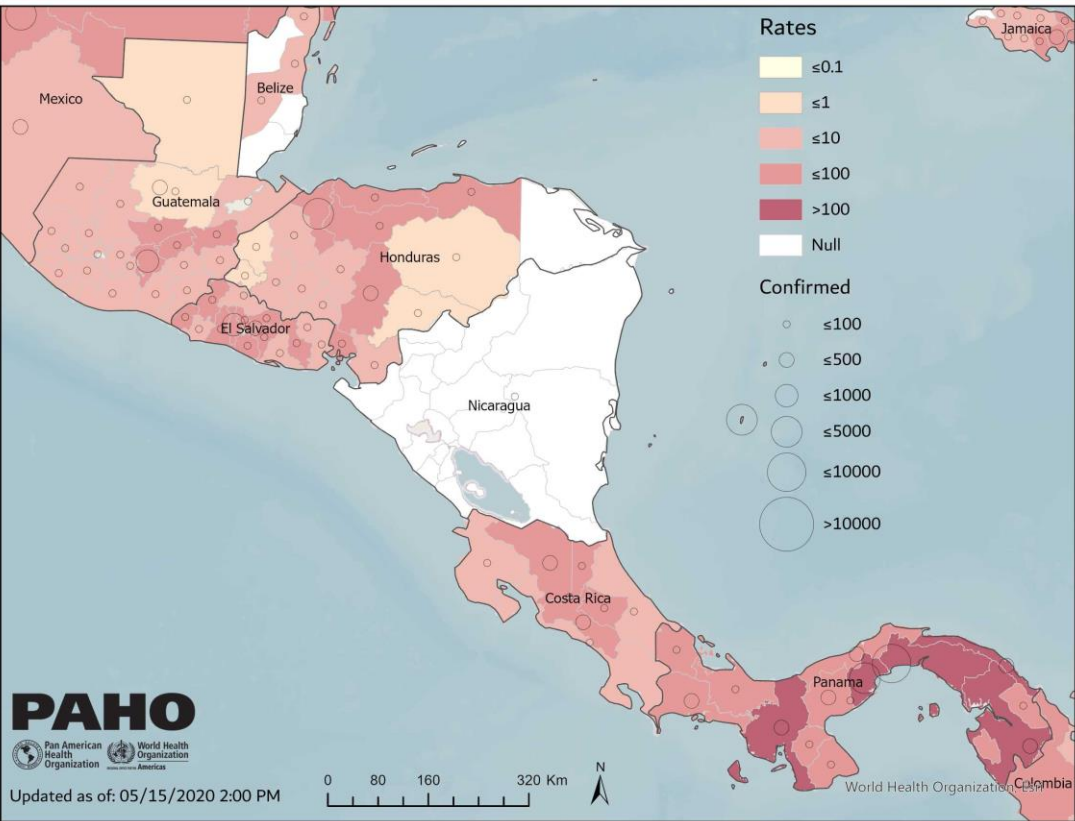 Rates
≤0.1
≤1
≤10
≤100
>100
Null
Confirmed
≤100
≤500
≤1000
≤5000
≤10000
>10000
Jamaica
Mexico
Belize
Guatemala
Honduras
El Salvador
Nicaragua
Costa Rica
Panama
Colombia
PAHO
Pan American
Health
Organization
World Health
Organization
Americas
Updated as of: 05/15/2020 2:00 PM
0 80 160 320 Km
N
World Health Organization, Esri